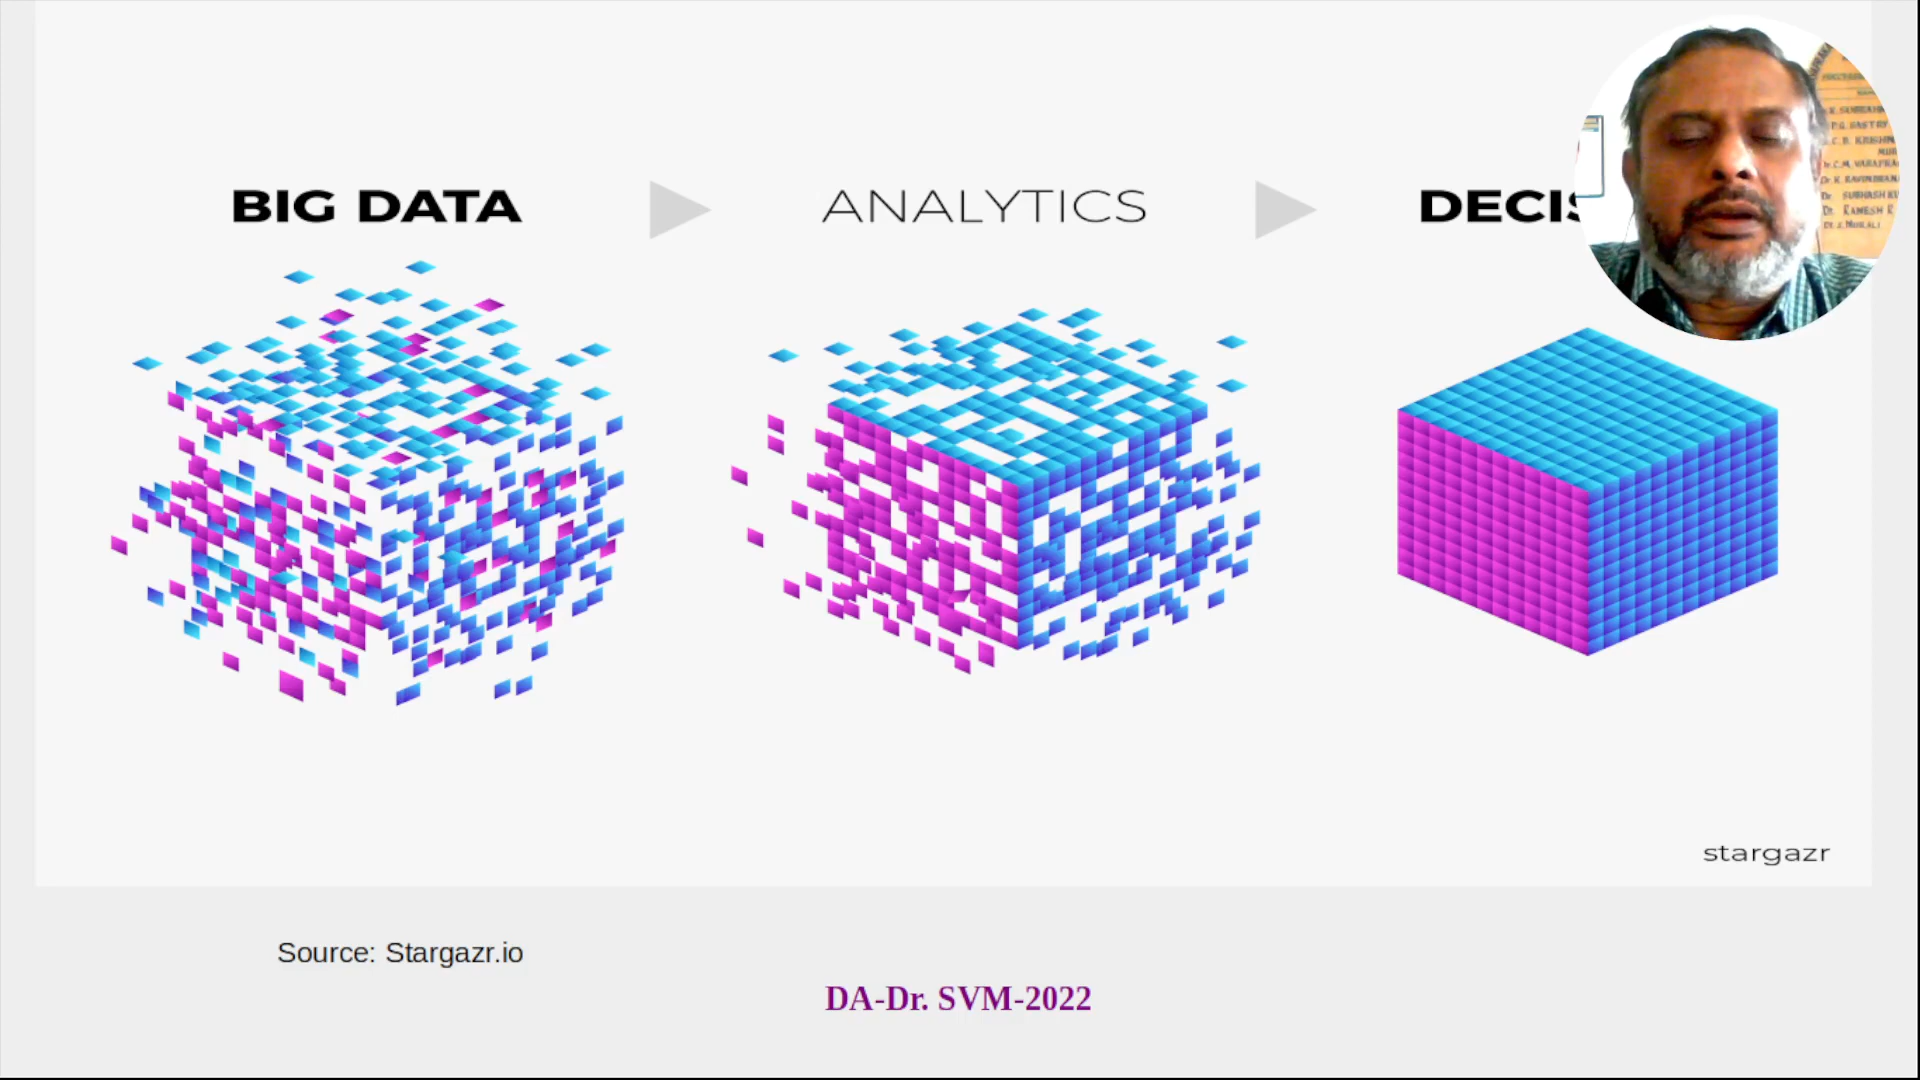 BIG DATA
ANALYTICS
DECIS
stargazr
Source: Stargazr.io
DA-Dr. SVM-2022